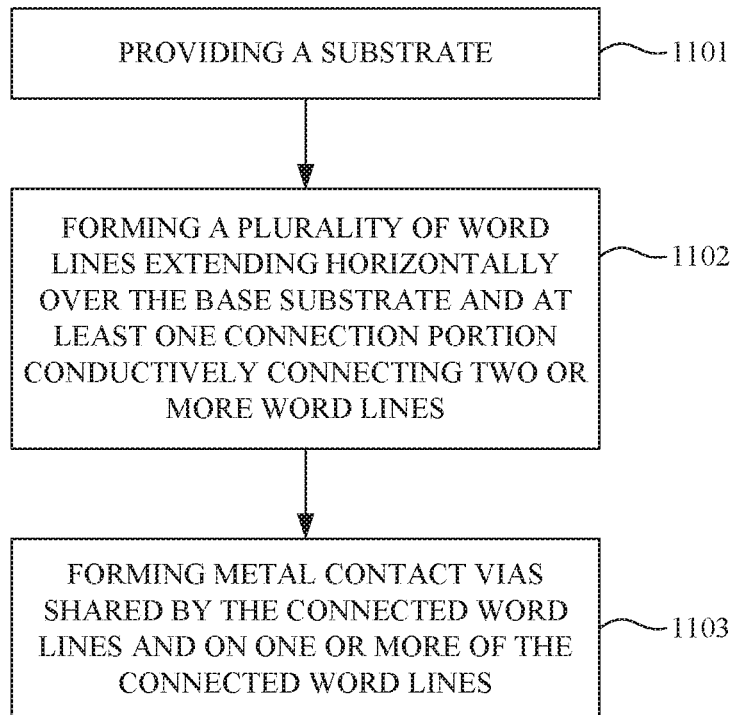 PROVIDING A SUBSTRATE
1101
FORMING A PLURALITY OF WORD
LINES EXTENDING HORIZONTALLY
OVER THE BASE SUBSTRATE AND AT
LEAST ONE CONNECTION PORTION
CONDUCTIVELY CONNECTING TWO OR
MORE WORD LINES
1102
FORMING METAL CONTACT VIAS
SHARED BY THE CONNECTED WORD
LINES AND ON ONE OR MORE OF THE
CONNECTED WORD LINES
1103